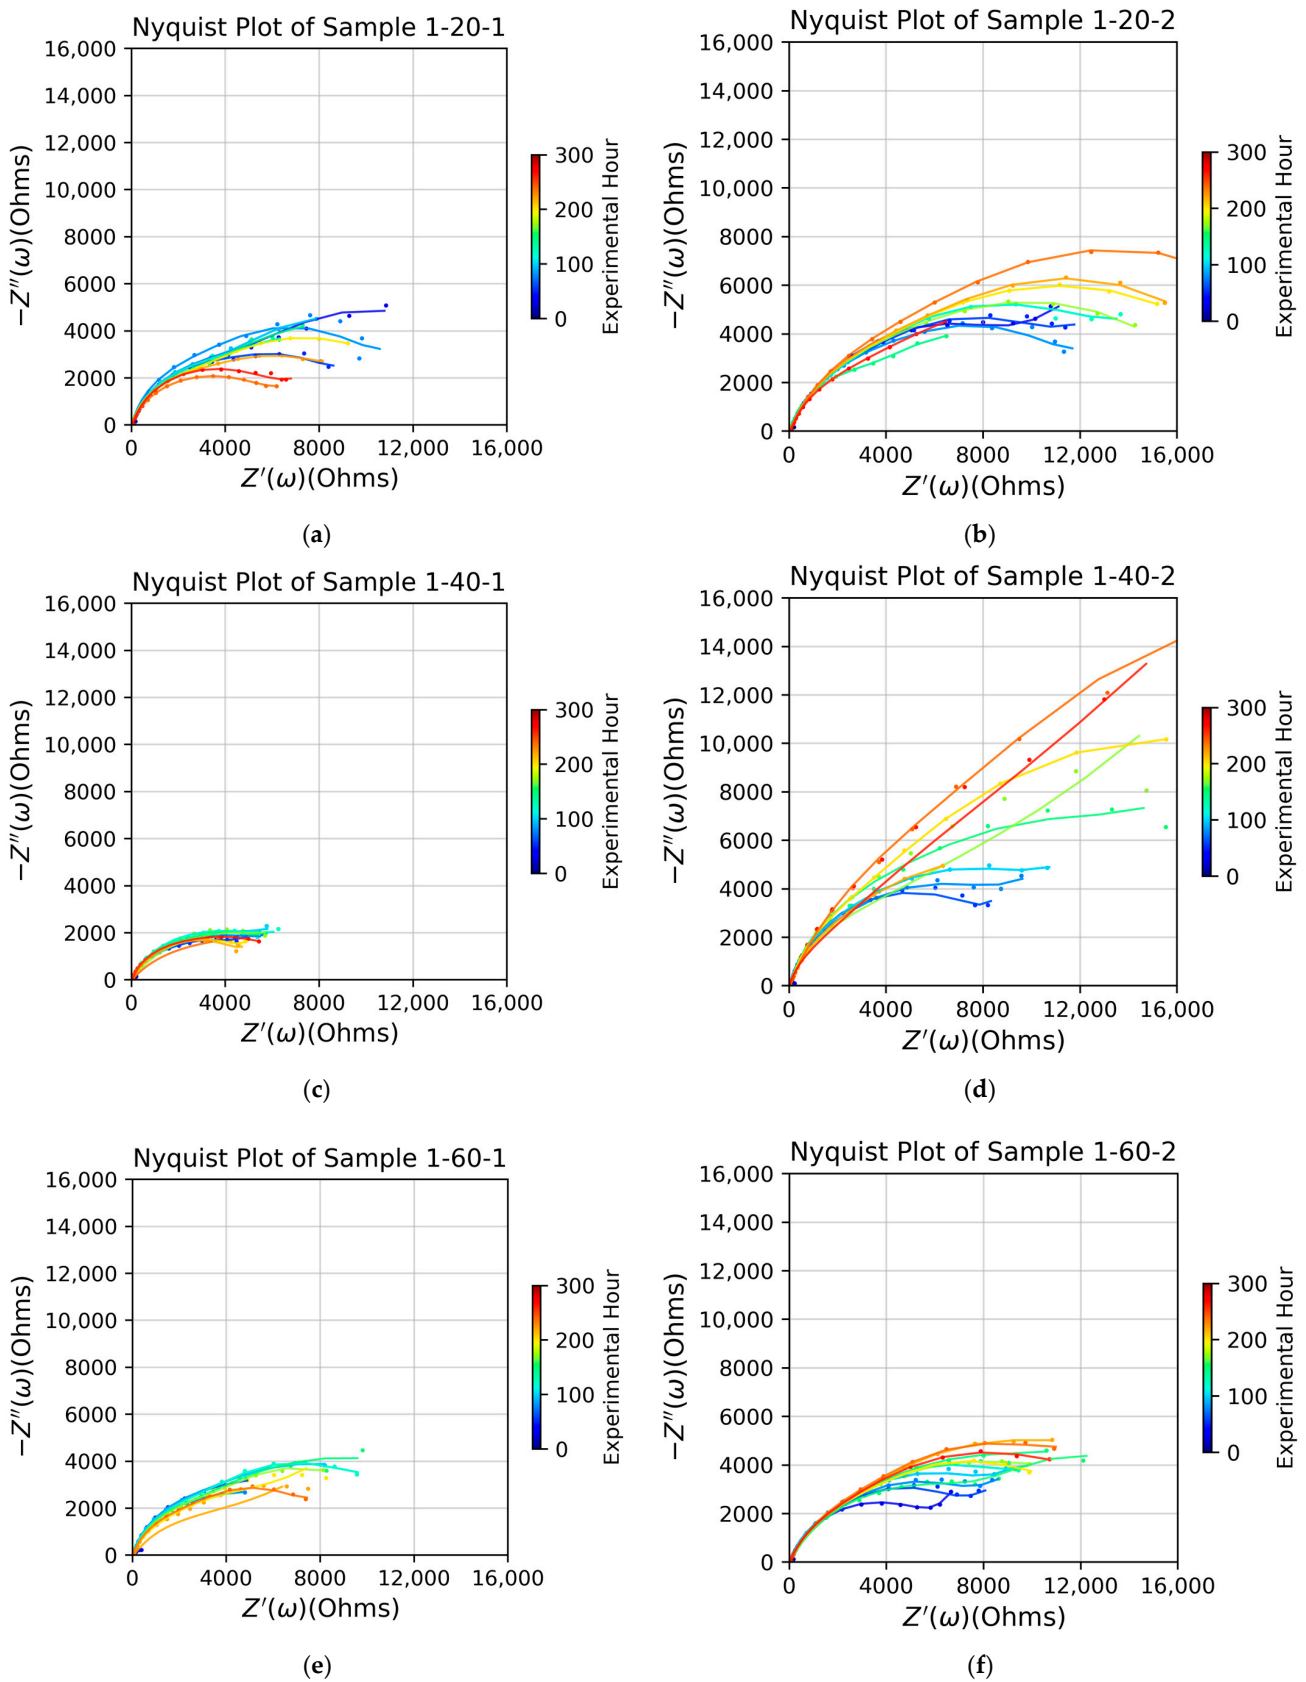 Nyquist Plot of Sample 1-20-1
16,000
14,000
12,000
10,000
8000
6000
4000
2000
0
−Z″(ω)(Ohms)
0 4000 8000 12,000 16,000
Z′(ω)(Ohms)
300
200
100
0
Experimental Hour
(a)
Nyquist Plot of Sample 1-20-2
16,000
14,000
12,000
10,000
8000
6000
4000
2000
0
−Z″(ω)(Ohms)
0 4000 8000 12,000 16,000
Z′(ω)(Ohms)
300
200
100
0
Experimental Hour
(b)
Nyquist Plot of Sample 1-40-1
16,000
14,000
12,000
10,000
8000
6000
4000
2000
0
−Z″(ω)(Ohms)
0 4000 8000 12,000 16,000
Z′(ω)(Ohms)
300
200
100
0
Experimental Hour
(c)
Nyquist Plot of Sample 1-40-2
16,000
14,000
12,000
10,000
8000
6000
4000
2000
0
−Z″(ω)(Ohms)
0 4000 8000 12,000 16,000
Z′(ω)(Ohms)
300
200
100
0
Experimental Hour
(d)
Nyquist Plot of Sample 1-60-1
16,000
14,000
12,000
10,000
8000
6000
4000
2000
0
−Z″(ω)(Ohms)
0 4000 8000 12,000 16,000
Z′(ω)(Ohms)
300
200
100
0
Experimental Hour
(e)
Nyquist Plot of Sample 1-60-2
16,000
14,000
12,000
10,000
8000
6000
4000
2000
0
−Z″(ω)(Ohms)
0 4000 8000 12,000 16,000
Z′(ω)(Ohms)
300
200
100
0
Experimental Hour
(f)